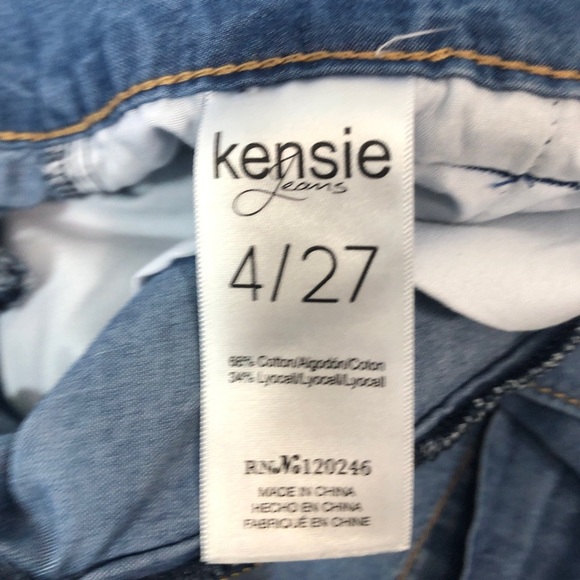 kensie
Jeans
4/27
66% Cotton/Algodón/Coton
34% Lyocell/Lyocell/Lyocell
RN № 120246
MADE IN CHINA
HECHO EN CHINA
FABRIQUÉ EN CHINE